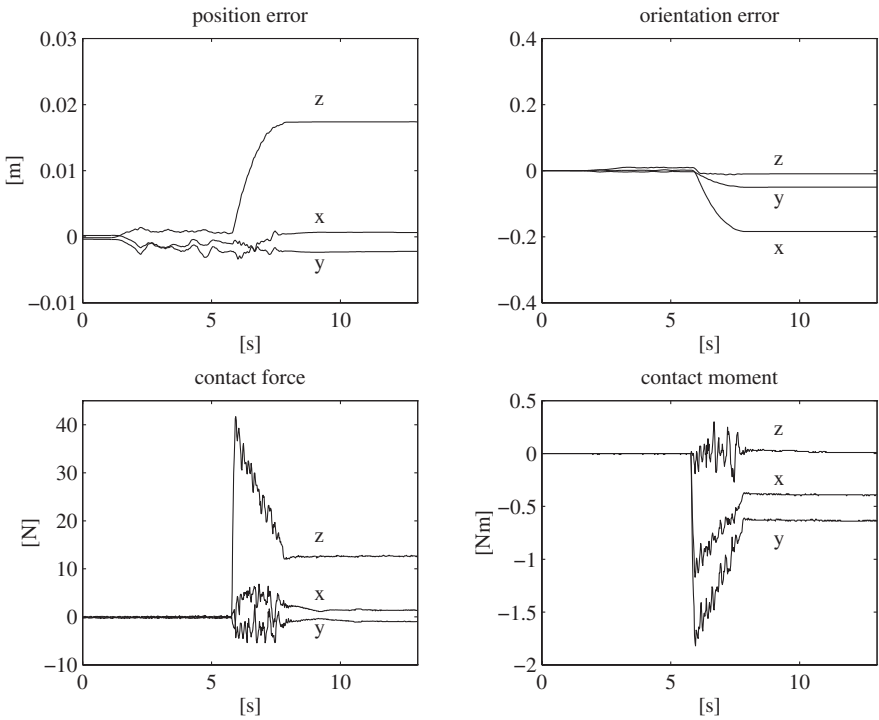 position error
0.03
0.02
0.01
0
−0.01
[m]
z
x
y
0
5
10
[s]
orientation error
0.4
0.2
0
−0.2
−0.4
z
y
x
0
5
10
[s]
contact force
40
30
20
10
0
−10
[N]
z
x
y
0
5
10
[s]
contact moment
0.5
0
−0.5
−1
−1.5
−2
[Nm]
z
x
y
0
5
10
[s]